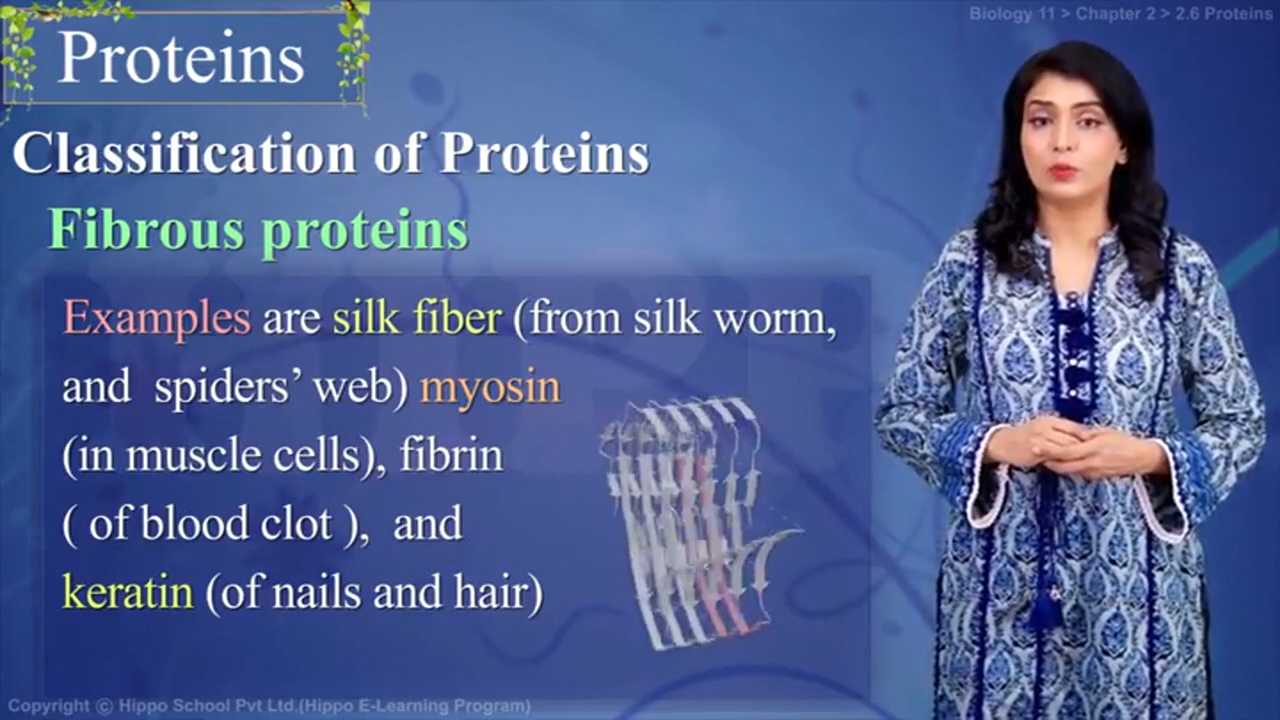 Biology 11 > Chapter 2 > 2.6 Proteins
Proteins
Classification of Proteins
Fibrous proteins
Examples are silk fiber (from silk worm,
and spiders’ web) myosin
(in muscle cells), fibrin
( of blood clot ), and
keratin (of nails and hair)
Copyright © Hippo School Pvt Ltd.(Hippo E-Learning Program)